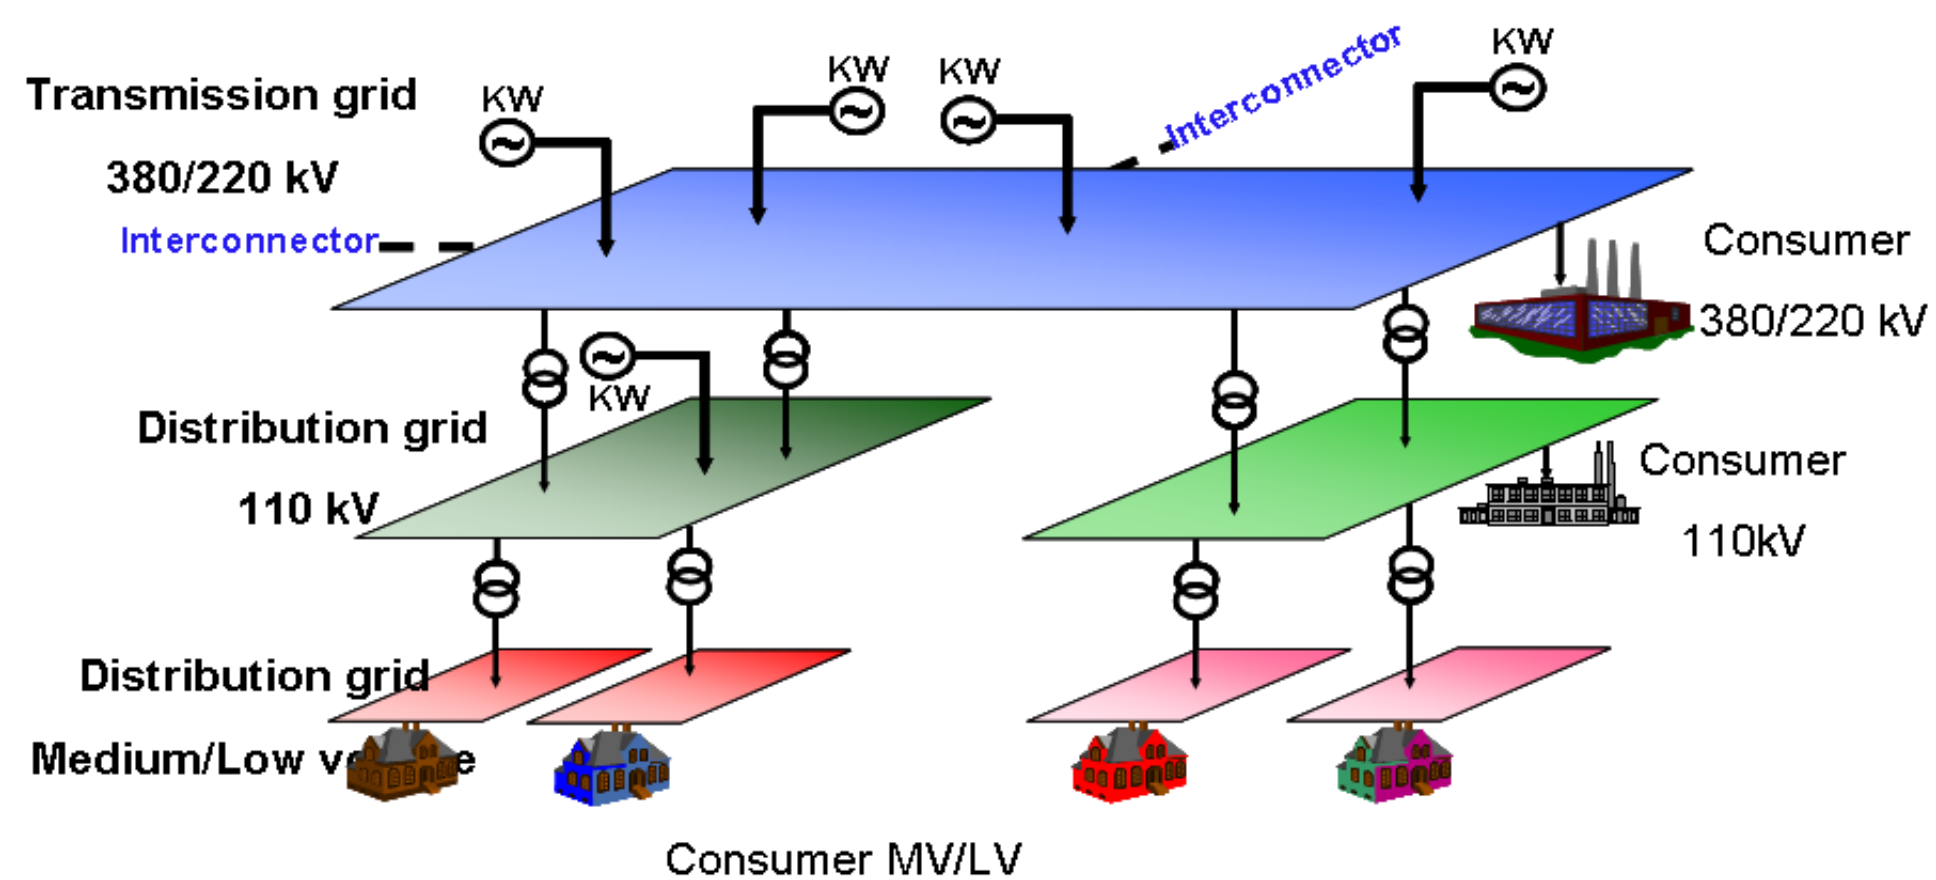 KW
KW
KW
KW
Interconnector
Transmission grid
380/220 kV
Interconnector
Consumer
380/220 kV
KW
Distribution grid
110 kV
Consumer
110kV
Distribution grid
Medium/Low
Consumer MV/LV